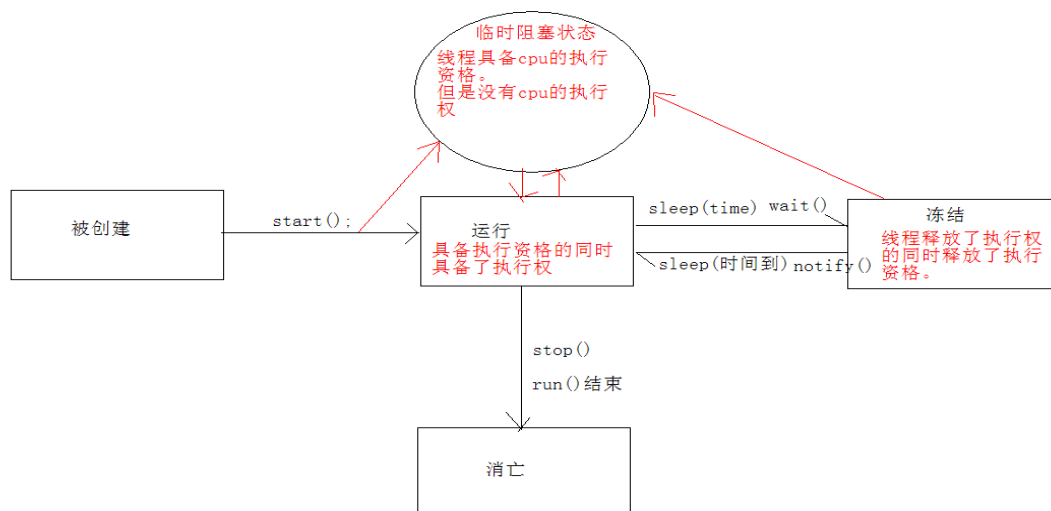 临时阻塞状态
线程具备cpu的执行
资格。
但是没有cpu的执行
权
被创建
start();
运行
具备执行资格的同时
具备了执行权
sleep(time) wait()
sleep(时间到) notify()
冻结
线程释放了执行权
的同时释放了执行
资格。
stop()
run()结束
消亡